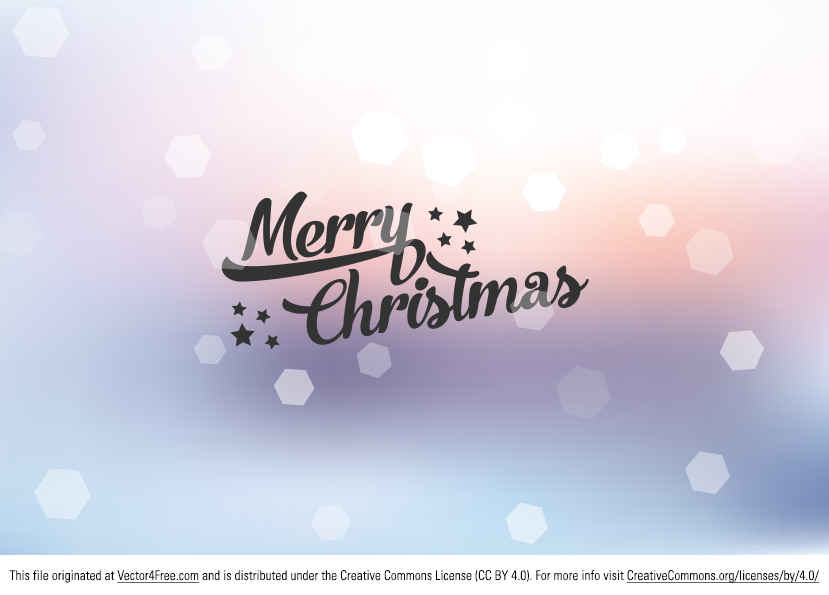 Merry
Christmas
This file originated at Vector4Free.com and is distributed under the Creative Commons License (CC BY 4.0). For more info visit CreativeCommons.org/licenses/by/4.0/